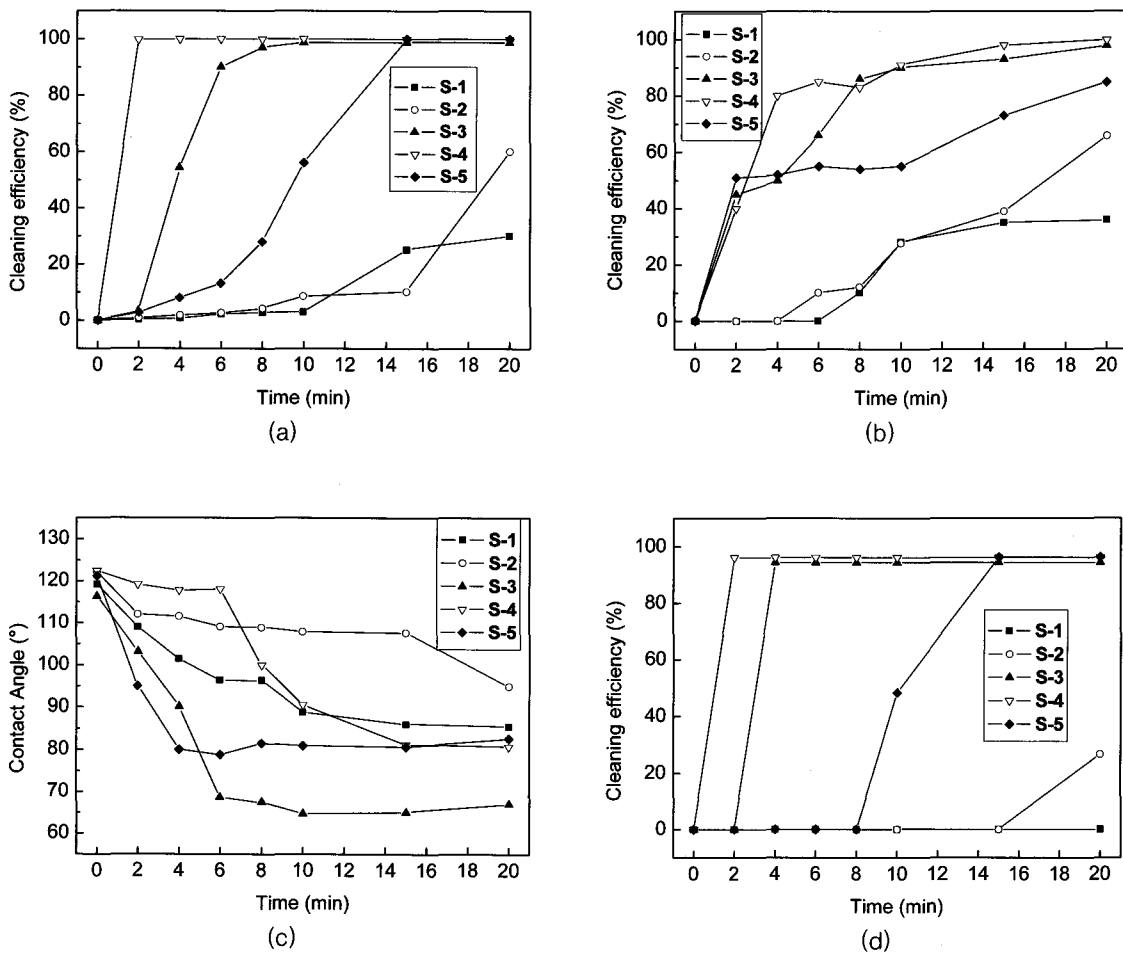 Cleaning efficiency (%)
100
80
60
40
20
0
S-1
S-2
S-3
S-4
S-5
0 2 4 6 8 10 12 14 16 18 20
Time (min)
(a)
Cleaning efficiency (%)
100
80
60
40
20
0
S-1
S-2
S-3
S-4
S-5
0 2 4 6 8 10 12 14 16 18 20
Time (min)
(b)
Contact Angle (°)
130
120
110
100
90
80
70
60
S-1
S-2
S-3
S-4
S-5
0 2 4 6 8 10 12 14 16 18 20
Time (min)
(c)
Cleaning efficiency (%)
100
80
60
40
20
0
S-1
S-2
S-3
S-4
S-5
0 2 4 6 8 10 12 14 16 18 20
Time (min)
(d)